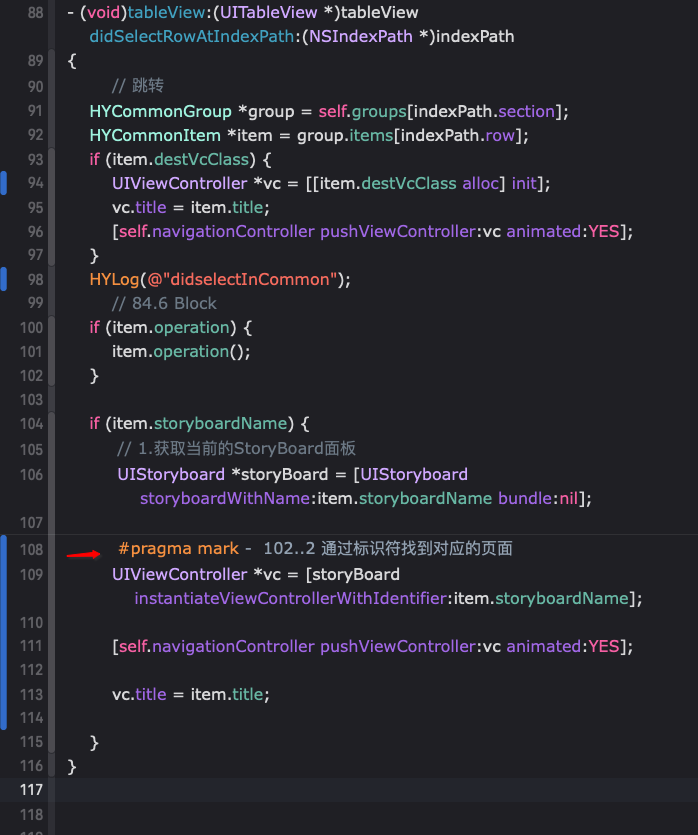 88 - (void)tableView:(UITableView *)tableView
didSelectRowAtIndexPath:(NSIndexPath *)indexPath
89 {
90 // 跳转
91 HYCommonGroup *group = self.groups[indexPath.section];
92 HYCommonItem *item = group.items[indexPath.row];
93 if (item.destVcClass) {
94 UIViewController *vc = [[item.destVcClass alloc] init];
95 vc.title = item.title;
96 [self.navigationController pushViewController:vc animated:YES];
97 }
98 HYLog(@"didselectInCommon");
99 // 84.6 Block
100 if (item.operation) {
101 item.operation();
102 }
103
104 if (item.storyboardName) {
105 // 1.获取当前的StoryBoard面板
106 UIStoryboard *storyBoard = [UIStoryboard
storyboardWithName:item.storyboardName bundle:nil];
107
108 #pragma mark - 102..2 通过标识符找到对应的页面
109 UIViewController *vc = [storyBoard
instantiateViewControllerWithIdentifier:item.storyboardName];
110
111 [self.navigationController pushViewController:vc animated:YES];
112
113 vc.title = item.title;
114
115 }
116 }
117
118